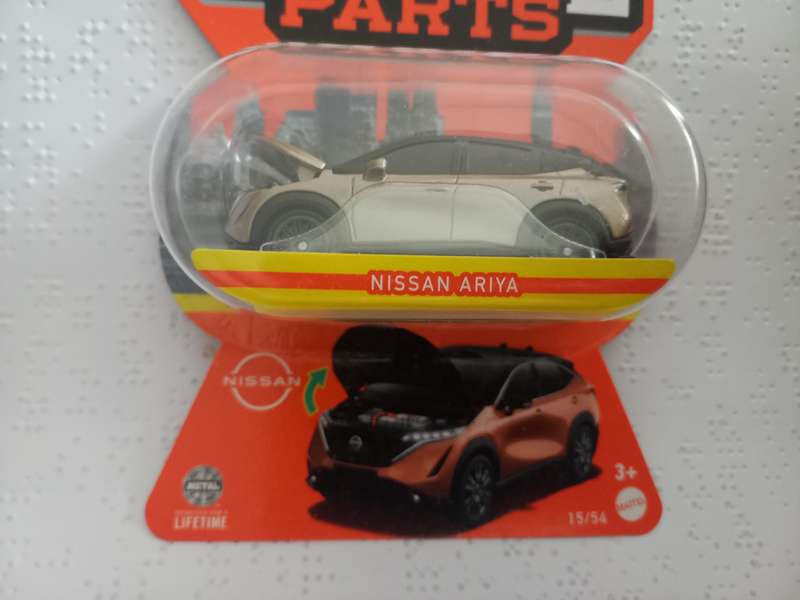 PARTS
NISSAN ARIYA
NISSAN
METAL
LIFETIME
3+
15/54
MATTEL